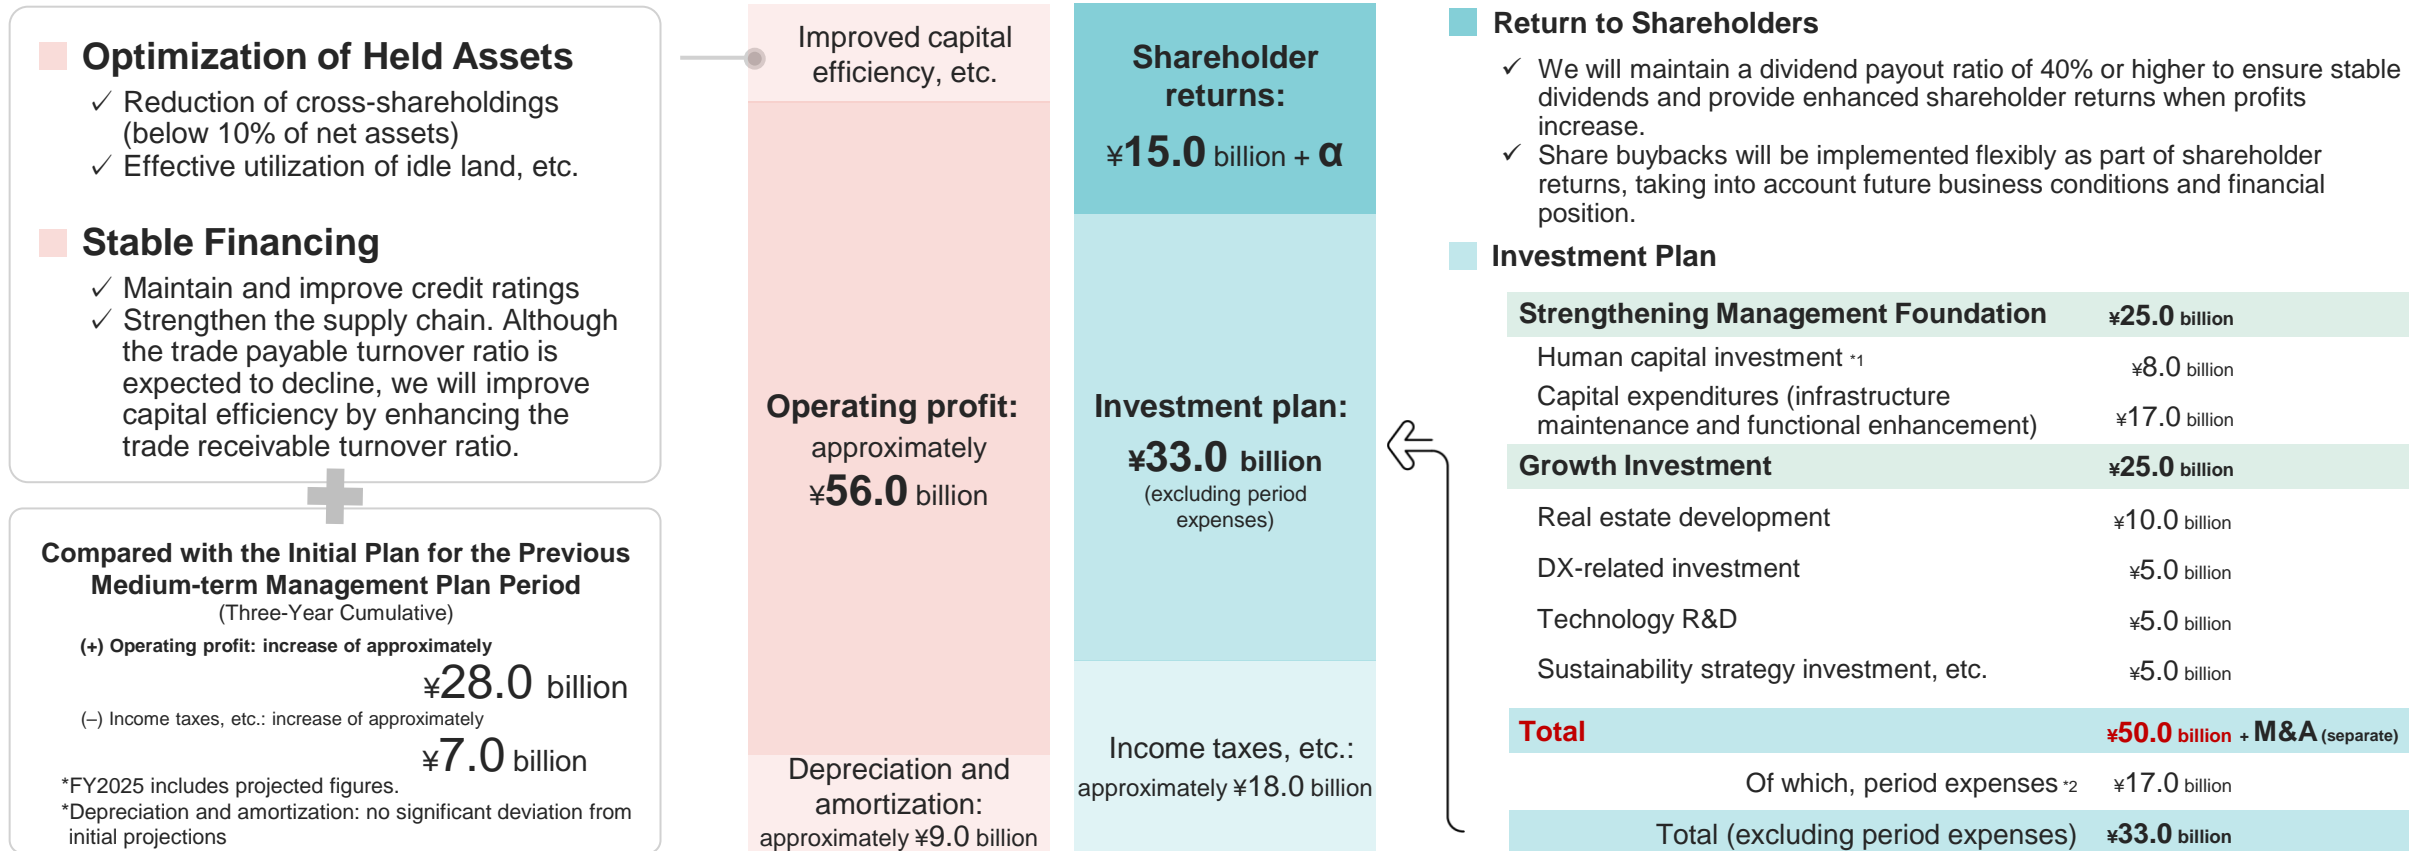 Optimization of Held Assets
✓ Reduction of cross-shareholdings
(below 10% of net assets)
✓ Effective utilization of idle land, etc.
Stable Financing
✓ Maintain and improve credit ratings
✓ Strengthen the supply chain. Although
the trade payable turnover ratio is
expected to decline, we will improve
capital efficiency by enhancing the
trade receivable turnover ratio.
Compared with the Initial Plan for the Previous
Medium-term Management Plan Period
(Three-Year Cumulative)
(+) Operating profit: increase of approximately
¥28.0 billion
(–) Income taxes, etc.: increase of approximately
¥7.0 billion
*FY2025 includes projected figures.
*Depreciation and amortization: no significant deviation from
initial projections
Improved capital
efficiency, etc.
Operating profit:
approximately
¥56.0 billion
Depreciation and
amortization:
approximately ¥9.0 billion
Shareholder
returns:
¥15.0 billion + α
Investment plan:
¥33.0 billion
(excluding period
expenses)
Income taxes, etc.:
approximately ¥18.0 billion
Return to Shareholders
✓ We will maintain a dividend payout ratio of 40% or higher to ensure stable
dividends and provide enhanced shareholder returns when profits
increase.
✓ Share buybacks will be implemented flexibly as part of shareholder
returns, taking into account future business conditions and financial
position.
Investment Plan
Strengthening Management Foundation ¥25.0 billion
Human capital investment *1 ¥8.0 billion
Capital expenditures (infrastructure
maintenance and functional enhancement) ¥17.0 billion
Growth Investment ¥25.0 billion
Real estate development ¥10.0 billion
DX-related investment ¥5.0 billion
Technology R&D ¥5.0 billion
Sustainability strategy investment, etc. ¥5.0 billion
Total ¥50.0 billion + M&A (separate)
Of which, period expenses *2 ¥17.0 billion
Total (excluding period expenses) ¥33.0 billion